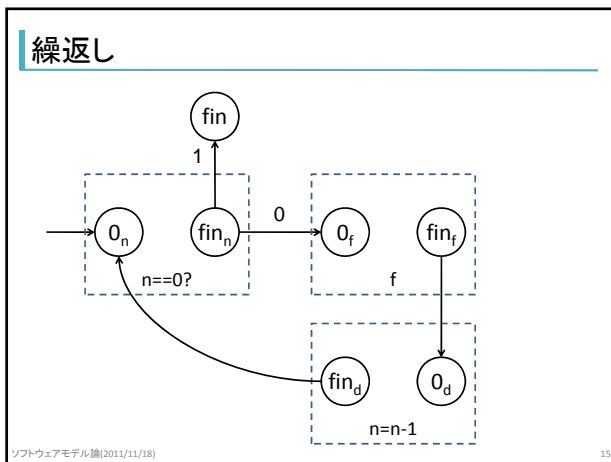 繰返し
fin
1
0n
finn
0
0f
finf
n==0?
f
find
0d
n=n-1
ソフトウェアモデル論(2011/11/18)
15